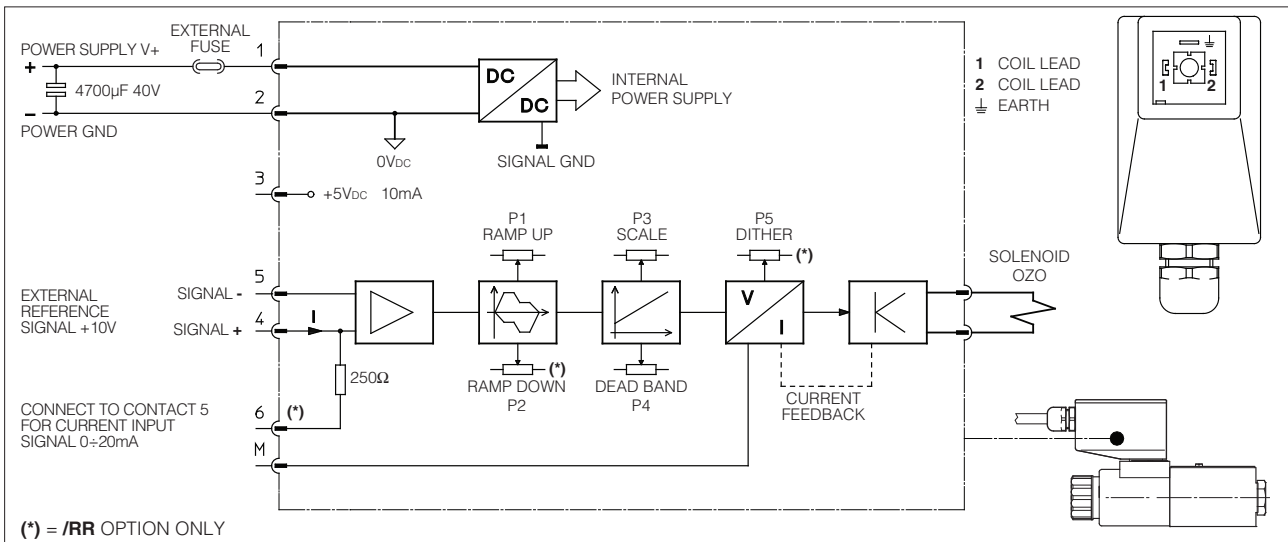 POWER SUPPLY V+
EXTERNAL
FUSE
1
+
4700µF 40V
2
–
POWER GND
DC
DC
INTERNAL
POWER SUPPLY
0VDC
SIGNAL GND
3
+5VDC 10mA
P1
RAMP UP
P3
SCALE
P5
DITHER
(*)
EXTERNAL
REFERENCE
SIGNAL +10V
5
SIGNAL -
4
SIGNAL +
I
V
I
SOLENOID
OZO
250Ω
(*)
RAMP DOWN
P2
DEAD BAND
P4
CURRENT
FEEDBACK
CONNECT TO CONTACT 5
FOR CURRENT INPUT
SIGNAL 0÷20mA
6
(*)
M
(*) = /RR OPTION ONLY
1 COIL LEAD
2 COIL LEAD
⏚ EARTH
⏚
1
2